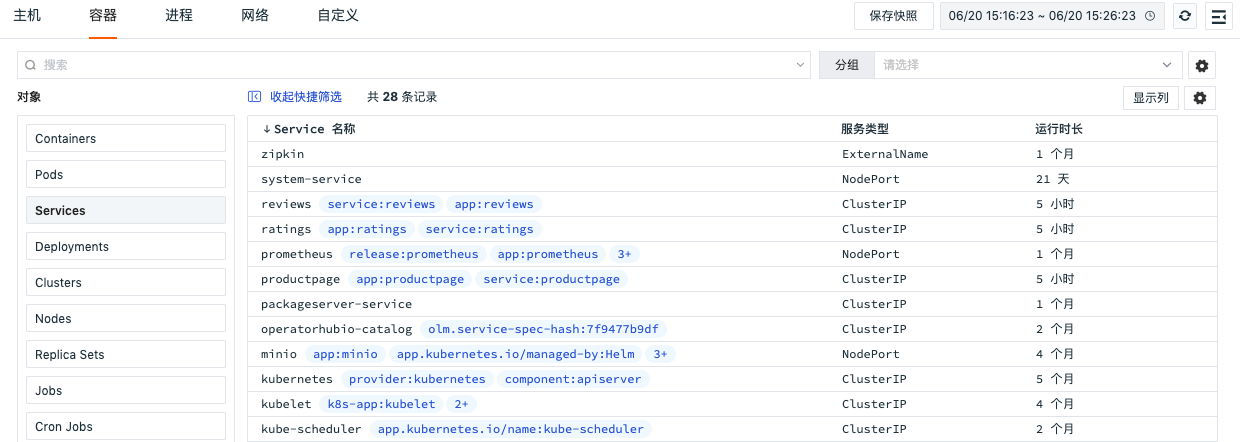 主机 容器 进程 网络 自定义 保存快照 06/20 15:16:23 ~ 06/20 15:26:23
搜索 分组 请选择
对象 收起快捷筛选 共 28 条记录 显示列
Containers
Pods
Services
Deployments
Clusters
Nodes
Replica Sets
Jobs
Cron Jobs
↓Service 名称 服务类型 运行时长
zipkin ExternalName 1 个月
system-service NodePort 21 天
reviews service:reviews app:reviews ClusterIP 5 小时
ratings app:ratings service:ratings ClusterIP 5 小时
prometheus release:prometheus app:prometheus 3+ NodePort 1 个月
productpage app:productpage service:productpage ClusterIP 5 小时
packageserver-service ClusterIP 1 个月
operatorhubio-catalog olm.service-spec-hash:7f9477b9df ClusterIP 2 个月
minio app:minio app.kubernetes.io/managed-by:Helm 3+ NodePort 4 个月
kubernetes provider:kubernetes component:apiserver ClusterIP 5 个月
kubelet k8s-app:kubelet 2+ ClusterIP 4 个月
kube-scheduler app.kubernetes.io/name:kube-scheduler ClusterIP 2 个月